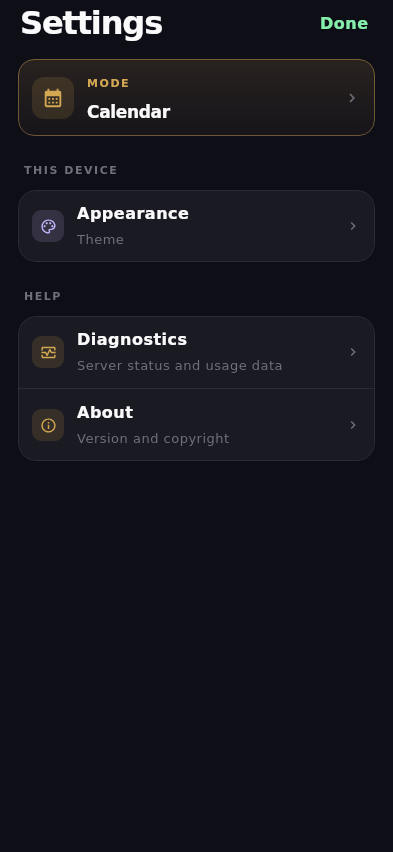 Settings
Done
MODE
Calendar
THIS DEVICE
Appearance
Theme
HELP
Diagnostics
Server status and usage data
About
Version and copyright